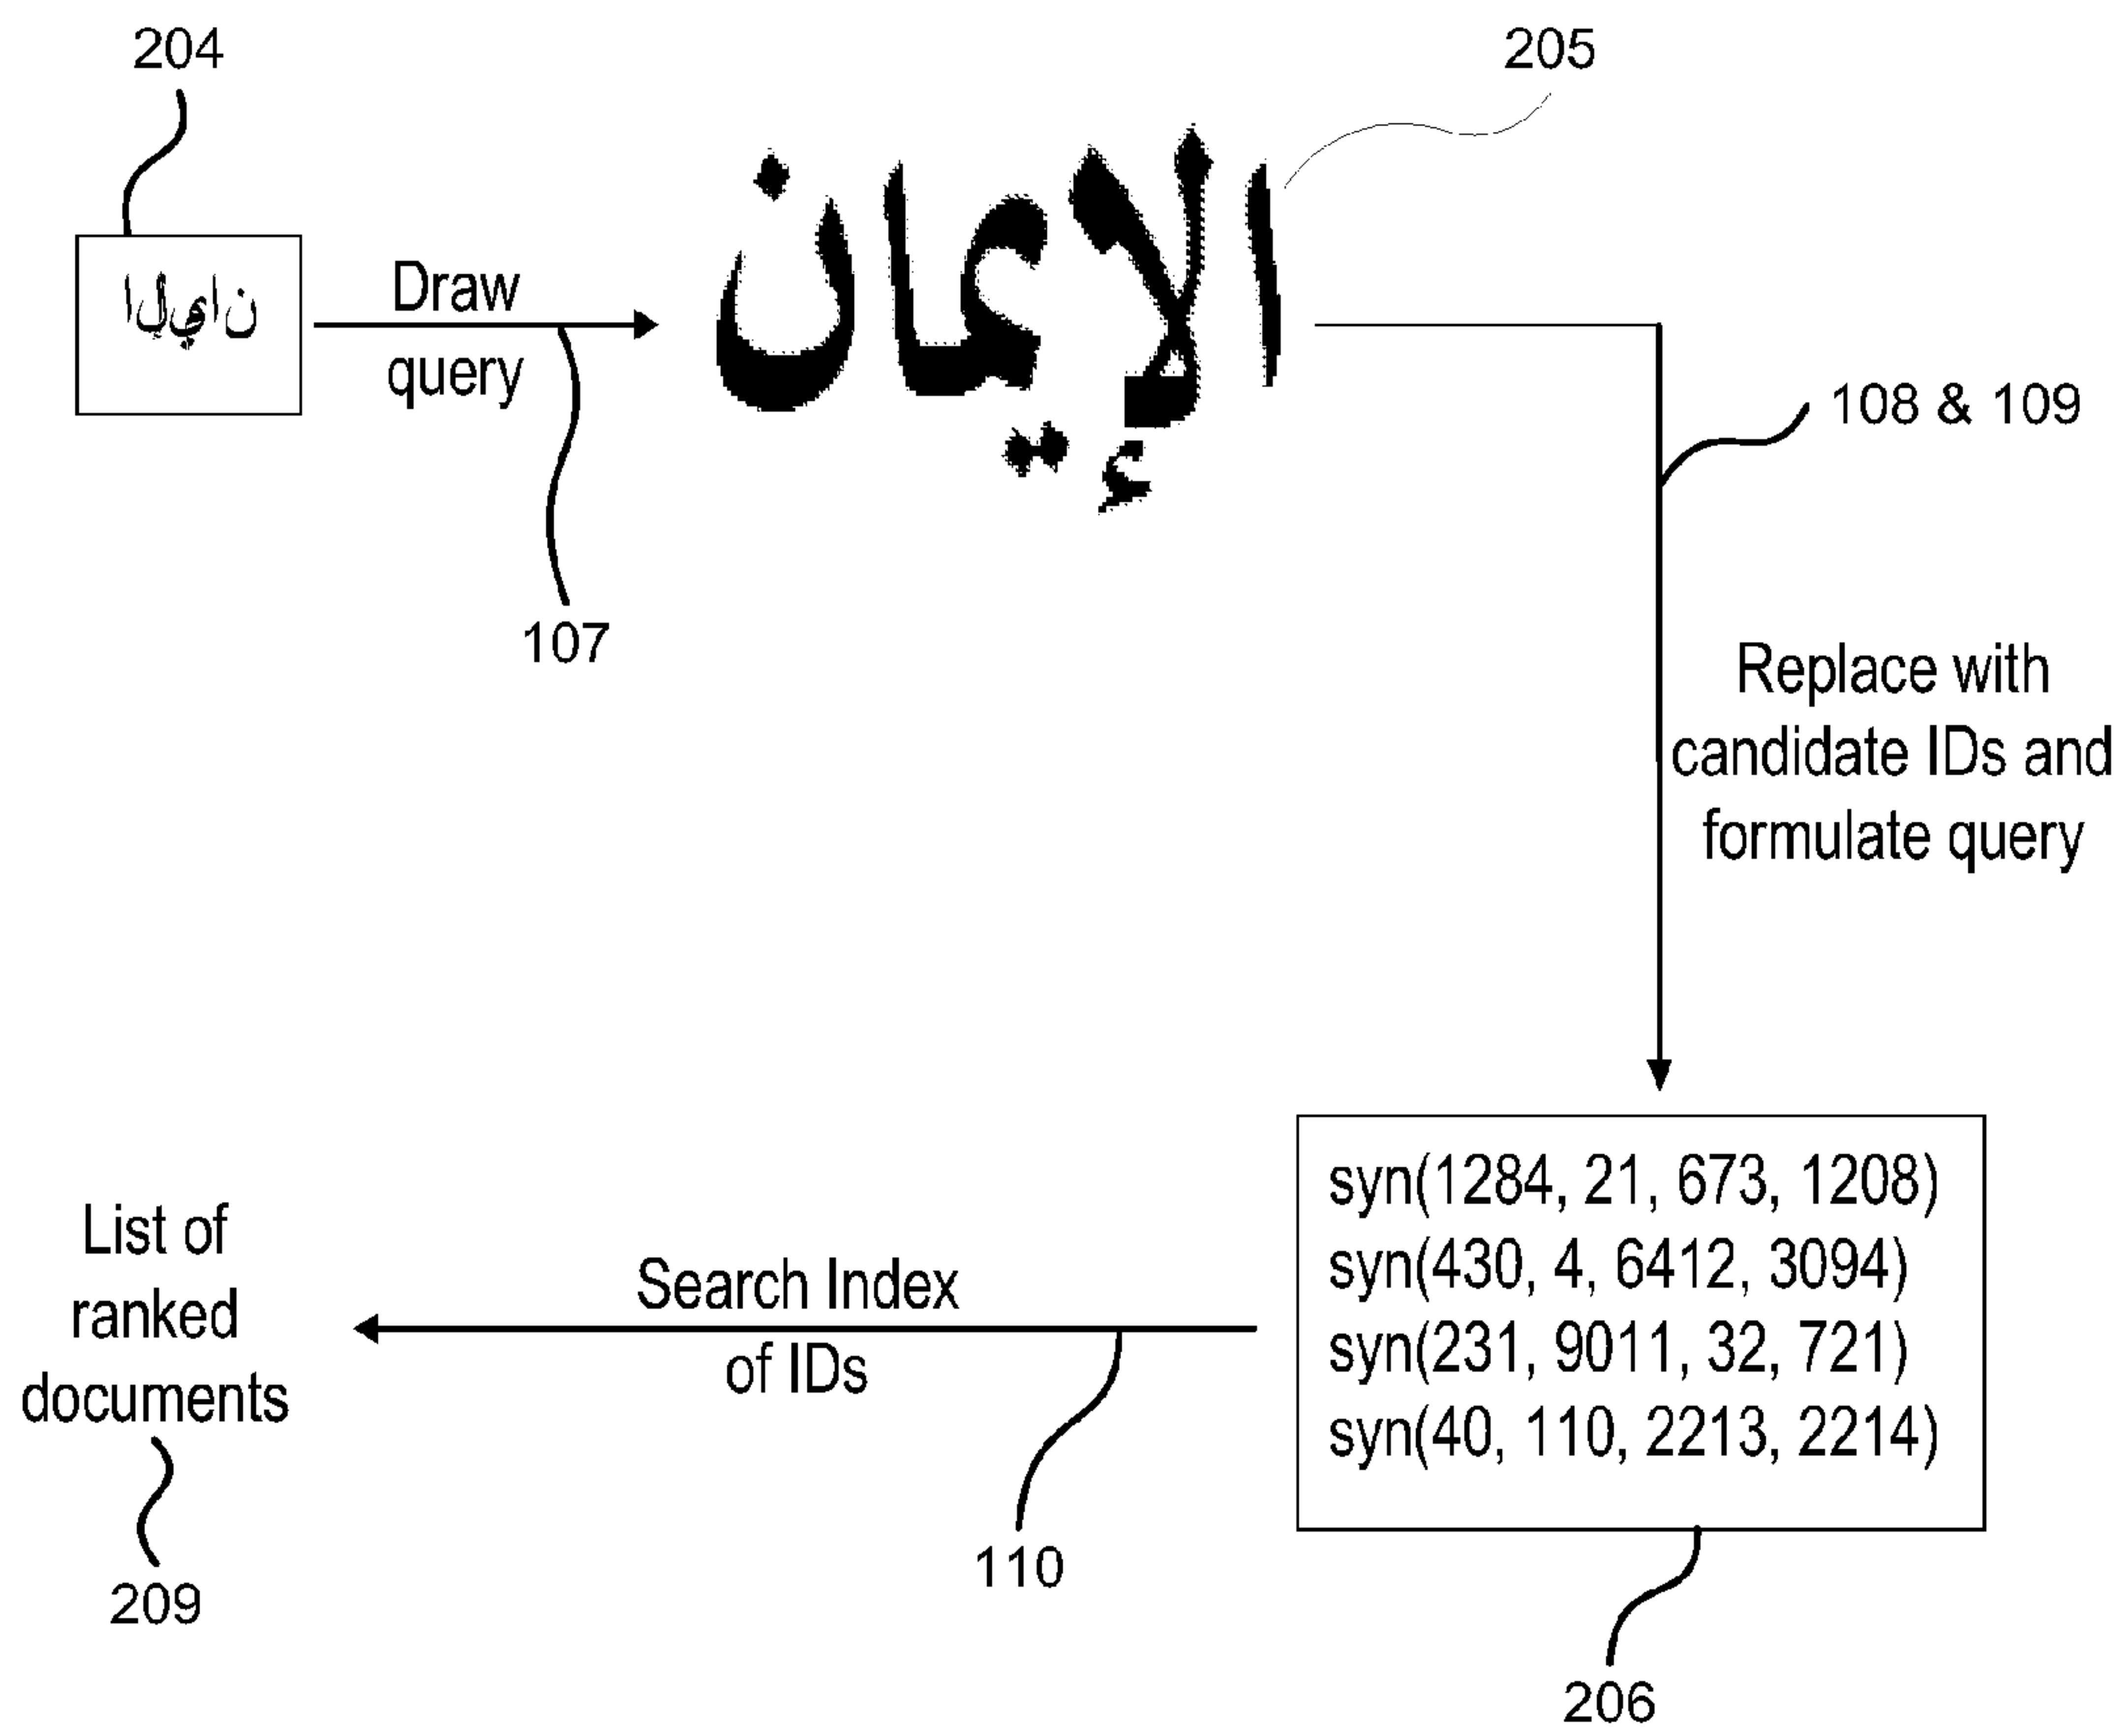 204
205
الإيمان
Draw
query
107
108 & 109
Replace with
candidate IDs and
formulate query
syn(1284, 21, 673, 1208)
syn(430, 4, 6412, 3094)
syn(231, 9011, 32, 721)
syn(40, 110, 2213, 2214)
206
Search Index
of IDs
110
List of
ranked
documents
209